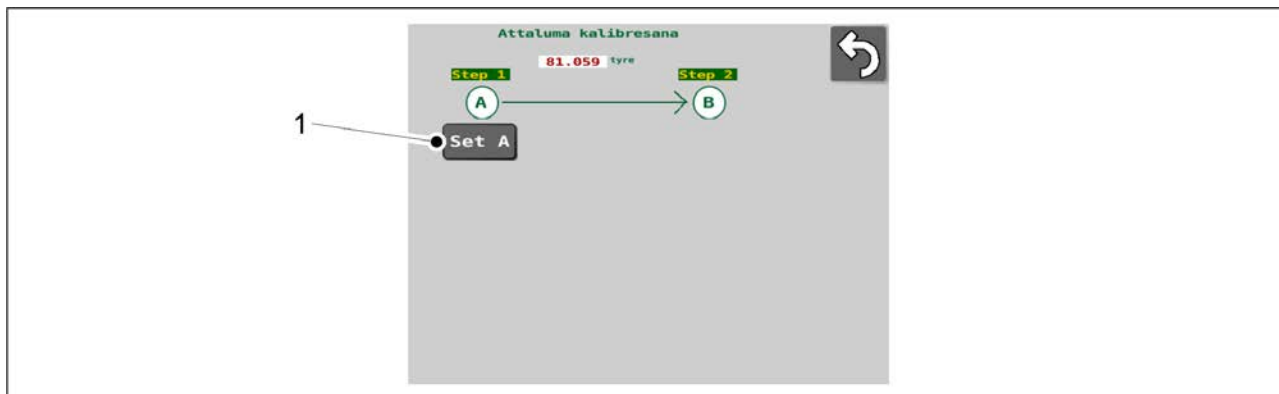 Attaluma kalibresana
81.059 tyre
Step 1 Step 2
A B
1
Set A